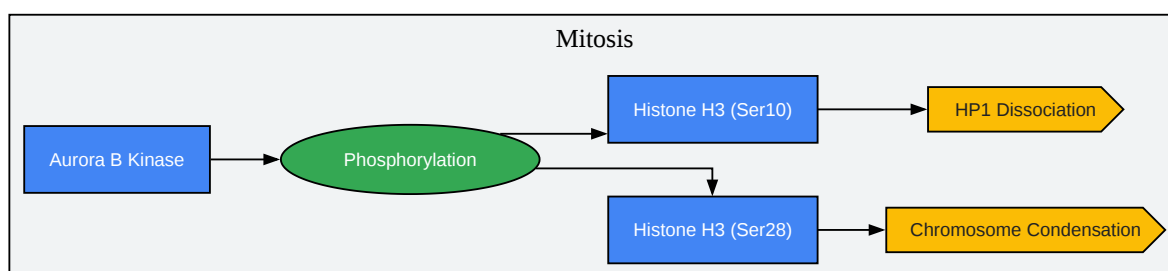 Mitosis
Aurora B Kinase
Phosphorylation
Histone H3 (Ser10)
HP1 Dissociation
Histone H3 (Ser28)
Chromosome Condensation